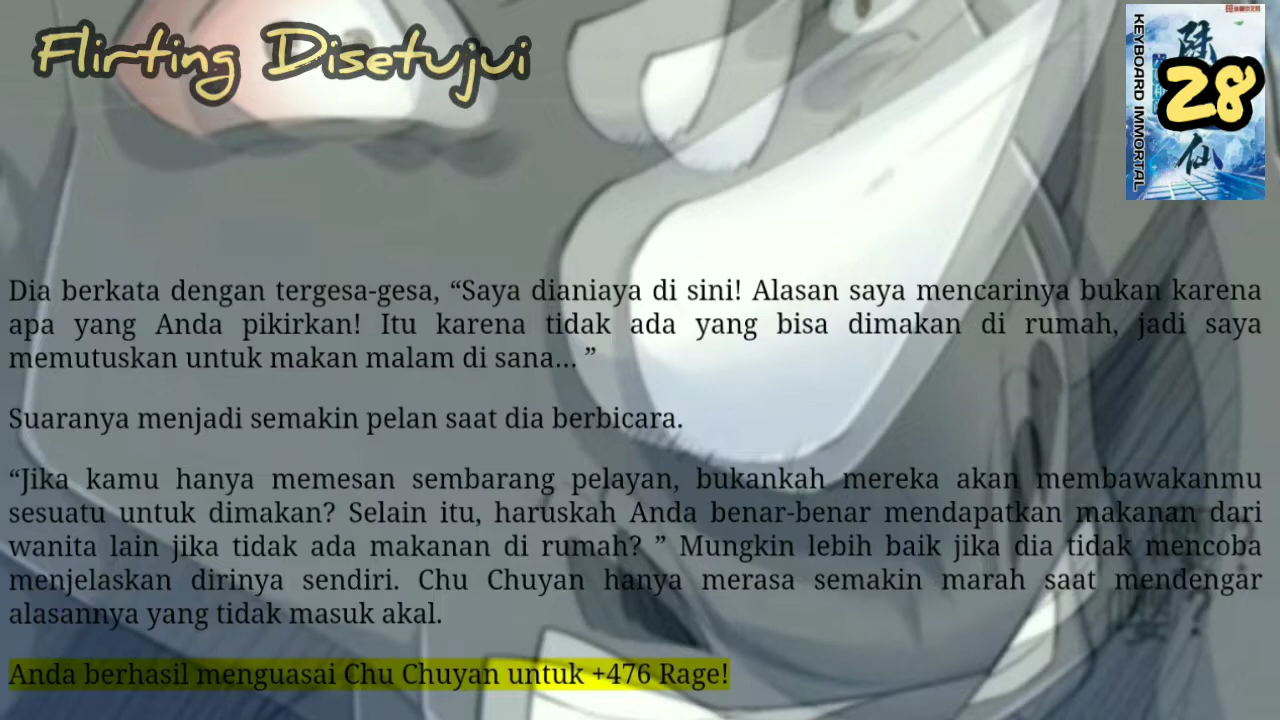 Flirting Disetujui
KEYBOARD IMMORTAL
陆
28
仙
Dia berkata dengan tergesa-gesa, “Saya dianiaya di sini! Alasan saya mencarinya bukan karena
apa yang Anda pikirkan! Itu karena tidak ada yang bisa dimakan di rumah, jadi saya
memutuskan untuk makan malam di sana... ”
Suaranya menjadi semakin pelan saat dia berbicara.
“Jika kamu hanya memesan sembarang pelayan, bukankah mereka akan membawakanmu
sesuatu untuk dimakan? Selain itu, haruskah Anda benar-benar mendapatkan makanan dari
wanita lain jika tidak ada makanan di rumah? ” Mungkin lebih baik jika dia tidak mencoba
menjelaskan dirinya sendiri. Chu Chuyan hanya merasa semakin marah saat mendengar
alasannya yang tidak masuk akal.
Anda berhasil menguasai Chu Chuyan untuk +476 Rage!